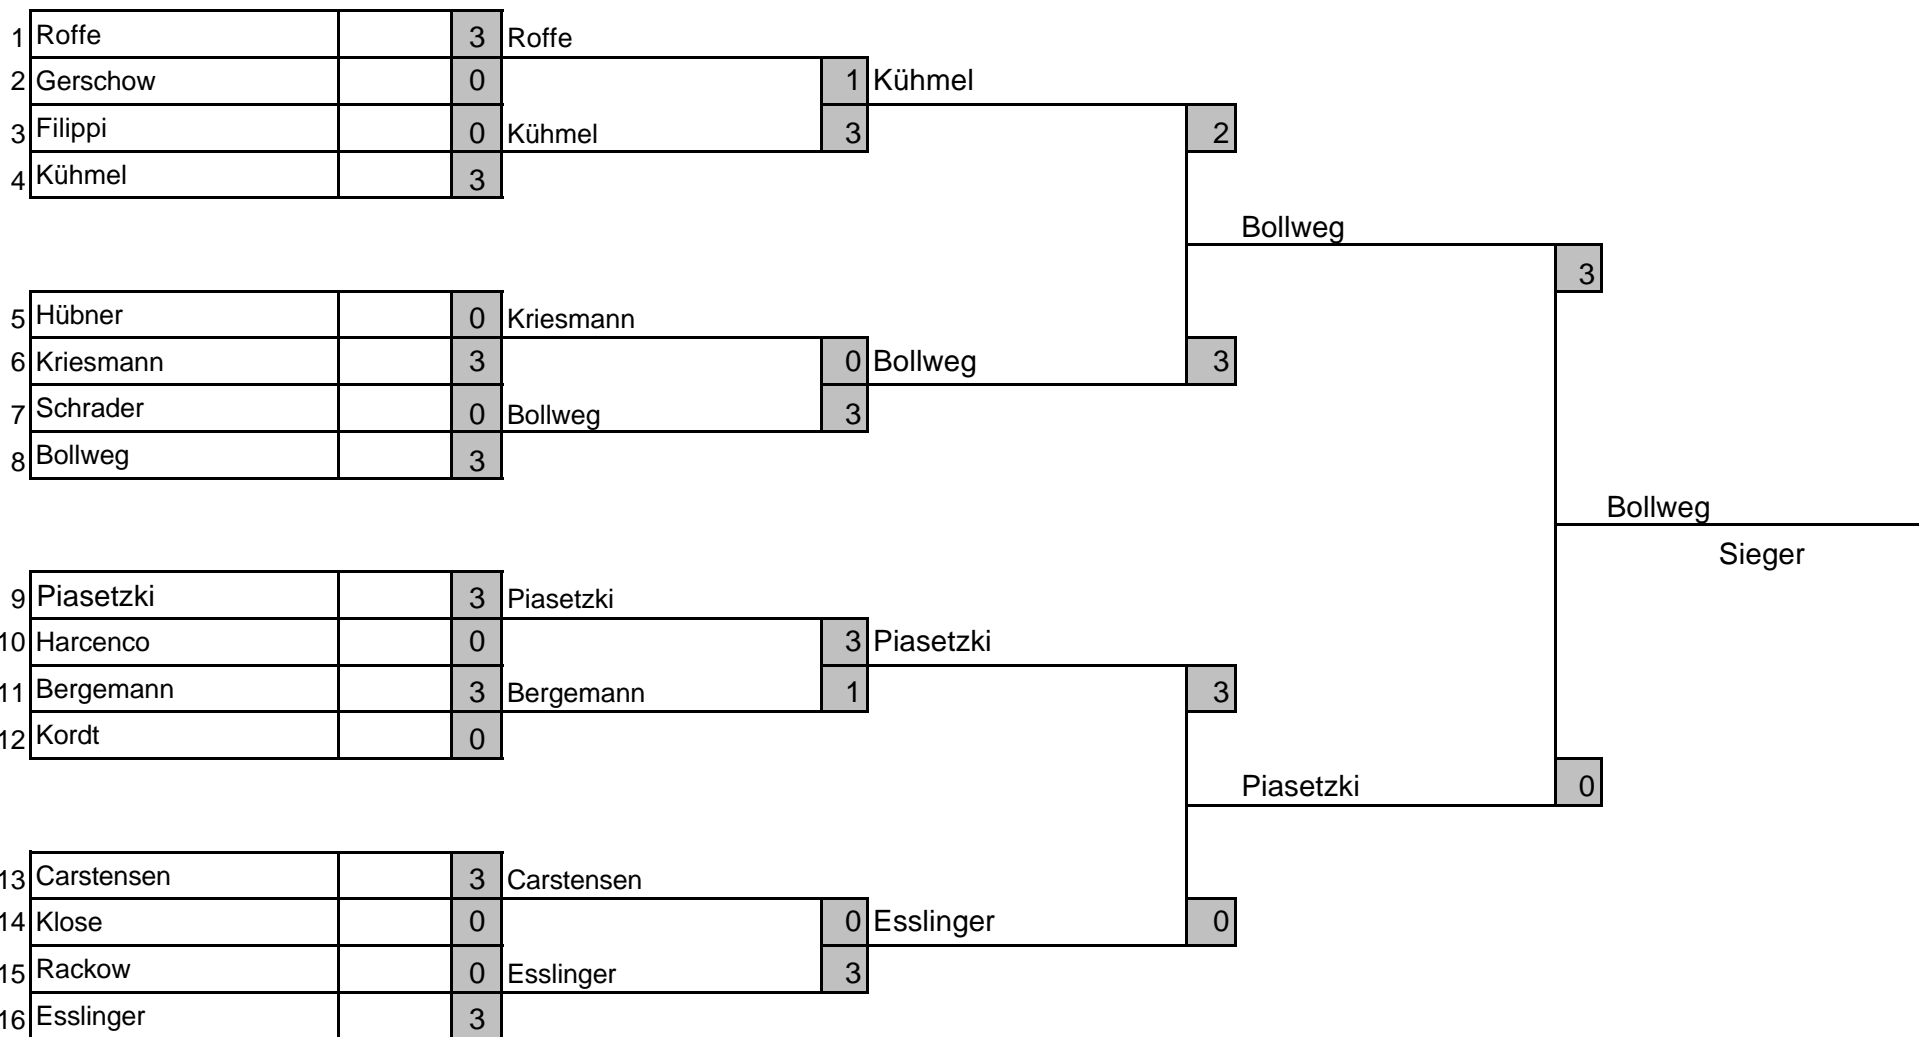 1 Roffe 3 Roffe
2 Gerschow 0 1 Kühmel
3 Filippi 0 Kühmel 3 2
4 Kühmel 3
Bollweg
3
5 Hübner 0 Kriesmann
6 Kriesmann 3 0 Bollweg 3
7 Schrader 0 Bollweg 3
8 Bollweg 3
Bollweg
Sieger
9 Piasetzki 3 Piasetzki
10 Harcenco 0 3 Piasetzki
11 Bergemann 3 Bergemann 1 3
12 Kordt 0
Piasetzki 0
13 Carstensen 3 Carstensen
14 Klose 0 0 Esslinger 0
15 Rackow 0 Esslinger 3
16 Esslinger 3